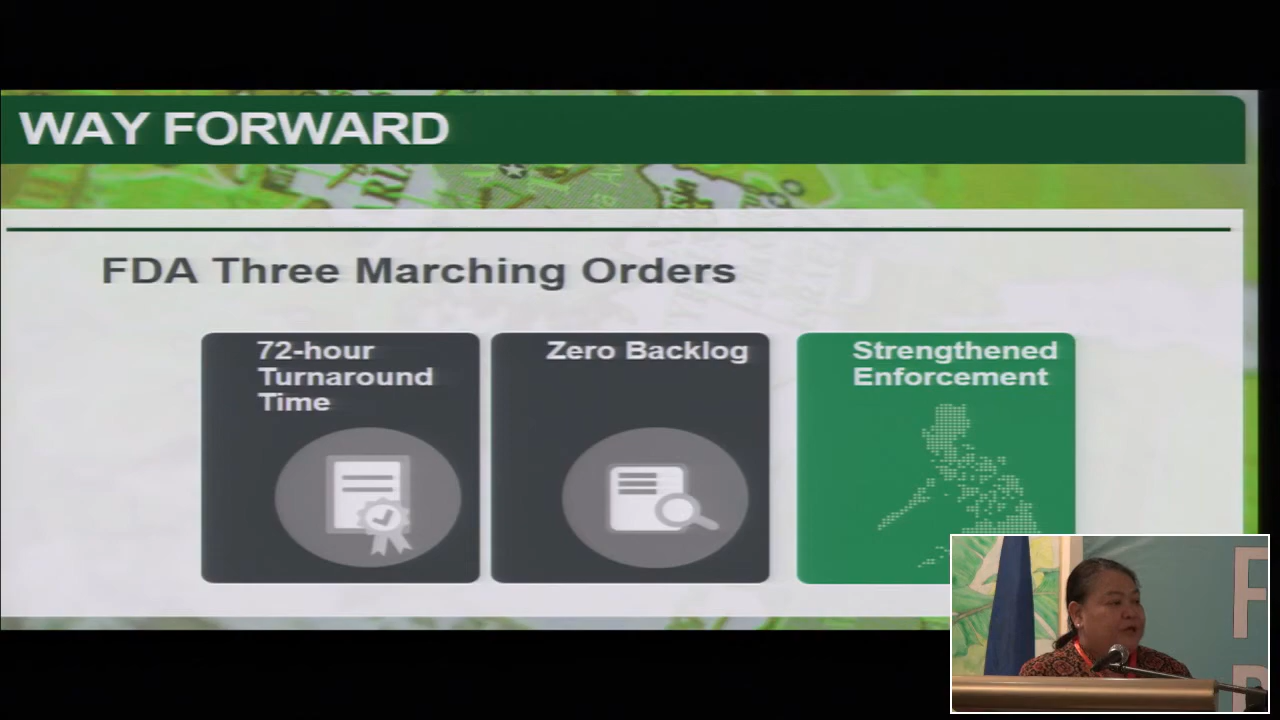 WAY FORWARD
FDA Three Marching Orders
72-hour
Turnaround
Time
Zero Backlog
Strengthened
Enforcement